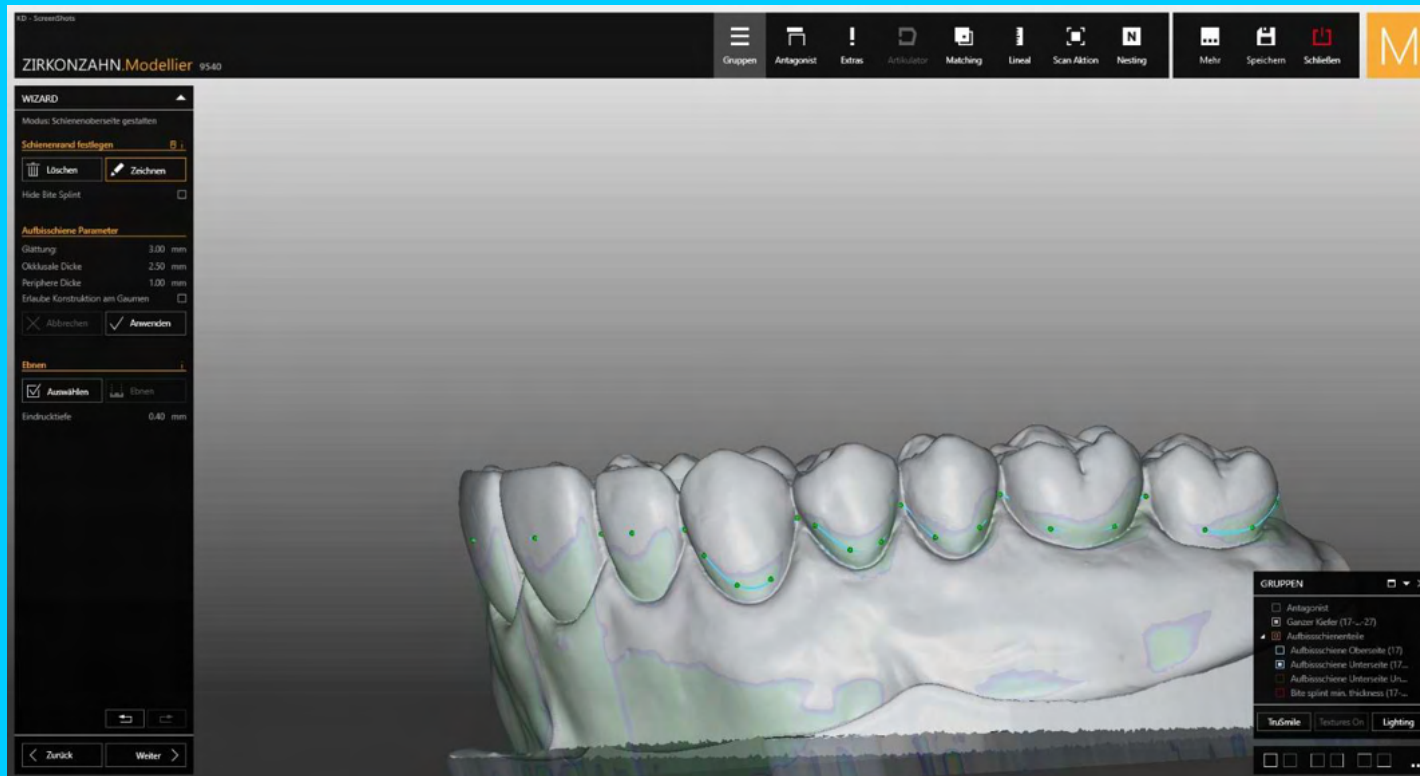 KD - ScreenShots
ZIRKONZAHN.Modellier 9540
Gruppen Antagonist Extras Artikulator Matching Lineal Scan Aktion Nesting Mehr Speichern Schließen
M
WIZARD
Modus: Schienenoberseite gestalten
Schienenrand festlegen
Löschen Zeichnen
Hide Bite Splint
Aufbisschiene Parameter
Glättung: 3.00 mm
Okklusale Dicke 2.50 mm
Periphere Dicke 1.00 mm
Erlaube Konstruktion am Gaumen
Abbrechen Anwenden
Ebnen
Auswählen Ebnen
Eindrucktiefe 0.40 mm
Zurück Weiter
GRUPPEN
Antagonist
Ganzer Kiefer (17-...-27)
Aufbissschienenteile
Aufbissschiene Oberseite (17)
Aufbissschiene Unterseite (17...
Aufbissschiene Unterseite Un...
Bite splint min. thickness (17-...
TruSmile Textures On Lighting